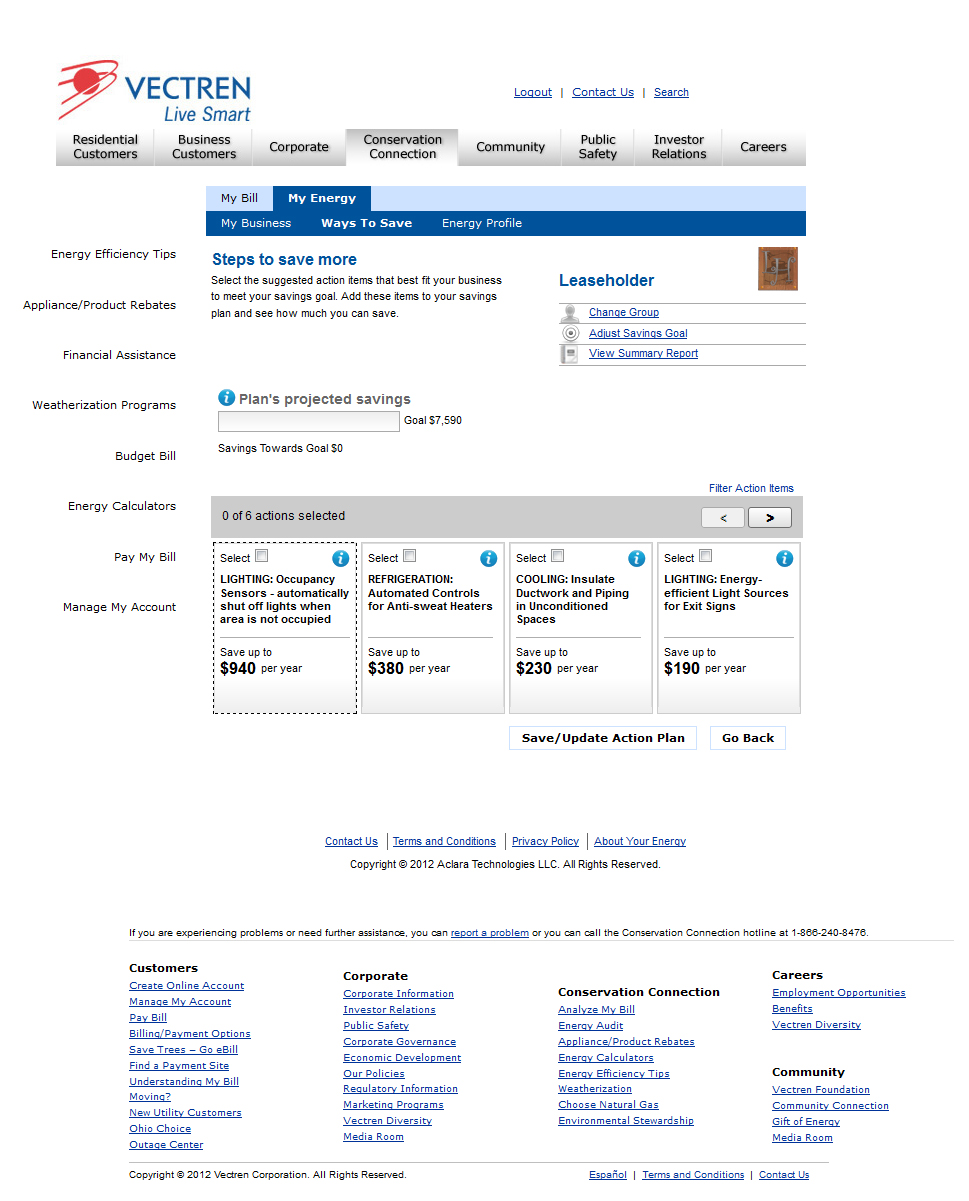 VECTREN
Live Smart
Logout | Contact Us | Search
Residential Customers
Business Customers
Corporate
Conservation Connection
Community
Public Safety
Investor Relations
Careers
My Bill
My Energy
My Business
Ways To Save
Energy Profile
Energy Efficiency Tips
Appliance/Product Rebates
Financial Assistance
Weatherization Programs
Budget Bill
Energy Calculators
Pay My Bill
Manage My Account
Steps to save more
Select the suggested action items that best fit your business
to meet your savings goal. Add these items to your savings
plan and see how much you can save.
Leaseholder
Change Group
Adjust Savings Goal
View Summary Report
Plan's projected savings
Goal $7,590
Savings Towards Goal $0
Filter Action Items
0 of 6 actions selected
<
>
Select
LIGHTING: Occupancy
Sensors - automatically
shut off lights when
area is not occupied
Save up to
$940 per year
Select
REFRIGERATION:
Automated Controls
for Anti-sweat Heaters
Save up to
$380 per year
Select
COOLING: Insulate
Ductwork and Piping
in Unconditioned
Spaces
Save up to
$230 per year
Select
LIGHTING: Energy-
efficient Light Sources
for Exit Signs
Save up to
$190 per year
Save/Update Action Plan
Go Back
Contact Us | Terms and Conditions | Privacy Policy | About Your Energy
Copyright © 2012 Aclara Technologies LLC. All Rights Reserved.
If you are experiencing problems or need further assistance, you can report a problem or you can call the Conservation Connection hotline at 1-866-240-8476.
Customers
Create Online Account
Manage My Account
Pay Bill
Billing/Payment Options
Save Trees – Go eBill
Find a Payment Site
Understanding My Bill
Moving?
New Utility Customers
Ohio Choice
Outage Center
Corporate
Corporate Information
Investor Relations
Public Safety
Corporate Governance
Economic Development
Our Policies
Regulatory Information
Marketing Programs
Vectren Diversity
Media Room
Conservation Connection
Analyze My Bill
Energy Audit
Appliance/Product Rebates
Energy Calculators
Energy Efficiency Tips
Weatherization
Choose Natural Gas
Environmental Stewardship
Careers
Employment Opportunities
Benefits
Vectren Diversity
Community
Vectren Foundation
Community Connection
Gift of Energy
Media Room
Copyright © 2012 Vectren Corporation. All Rights Reserved.
Español | Terms and Conditions | Contact Us